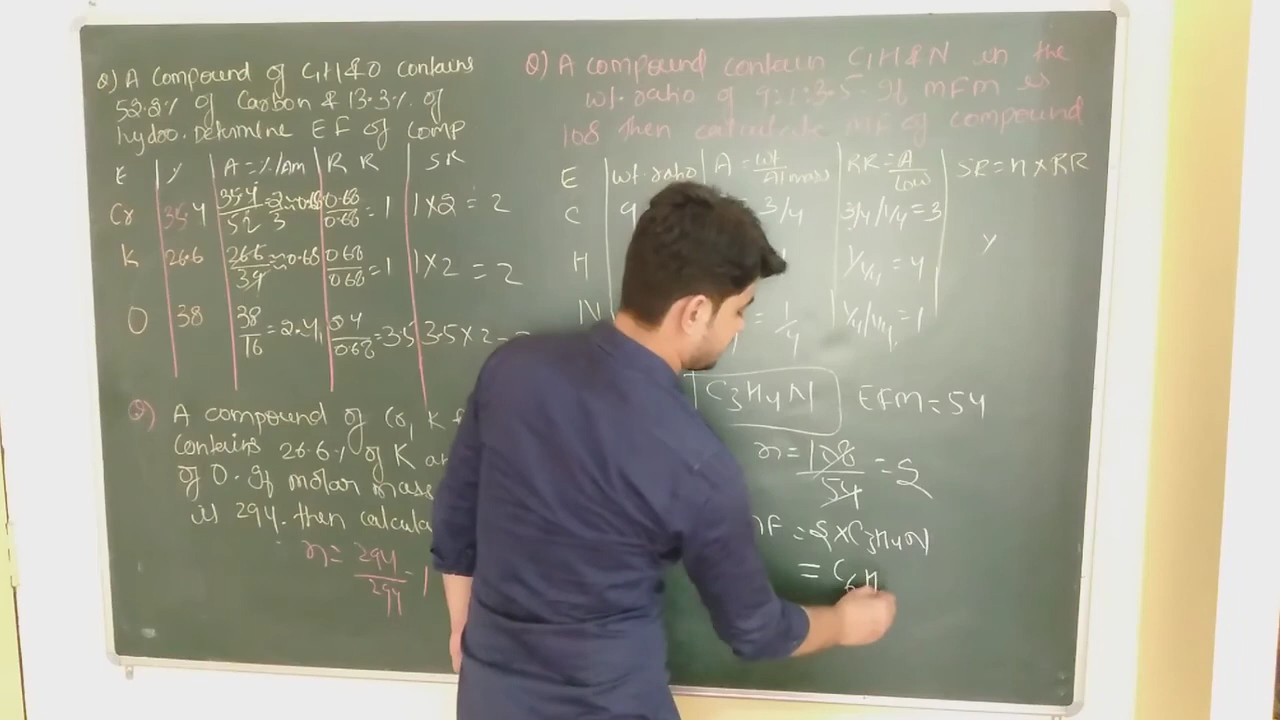 Q) A Compound of C,H&O contains
52.2% of Carbon & 13.3% of
hydro. Determine EF of comp
E % A = %/Am RR SR
Cr 35.4 35.4/52 = 2/3 ≈ 0.68 0.68/0.68 = 1 1×2 = 2
K 26.6 26.6/39 ≈ 0.68 0.68/0.68 = 1 1×2 = 2
O 38 38/16 = 2.4 2.4/0.68 = 3.5 3.5×2 =
Q) A compound of Cr, K
contains 26.6% of K
of O. If molar mass
is 294. then calcula
n = 294/294 = 1
Q) A compound contain C,H&N in the
wt. ratio of 9:1:3.5. If MFM is
108 then calculate MF of compound
E wt. ratio A = wt/At mass RR = A/Low SR = n×RR
C 9 3/4 3/4/1/4 = 3
H 1/1/4 = 4
N = 1/4 1/4/1/4 = 1
C3H4N EFM = 54
n = 108/54 = 2
MF = 2×C3H4N
= C6H